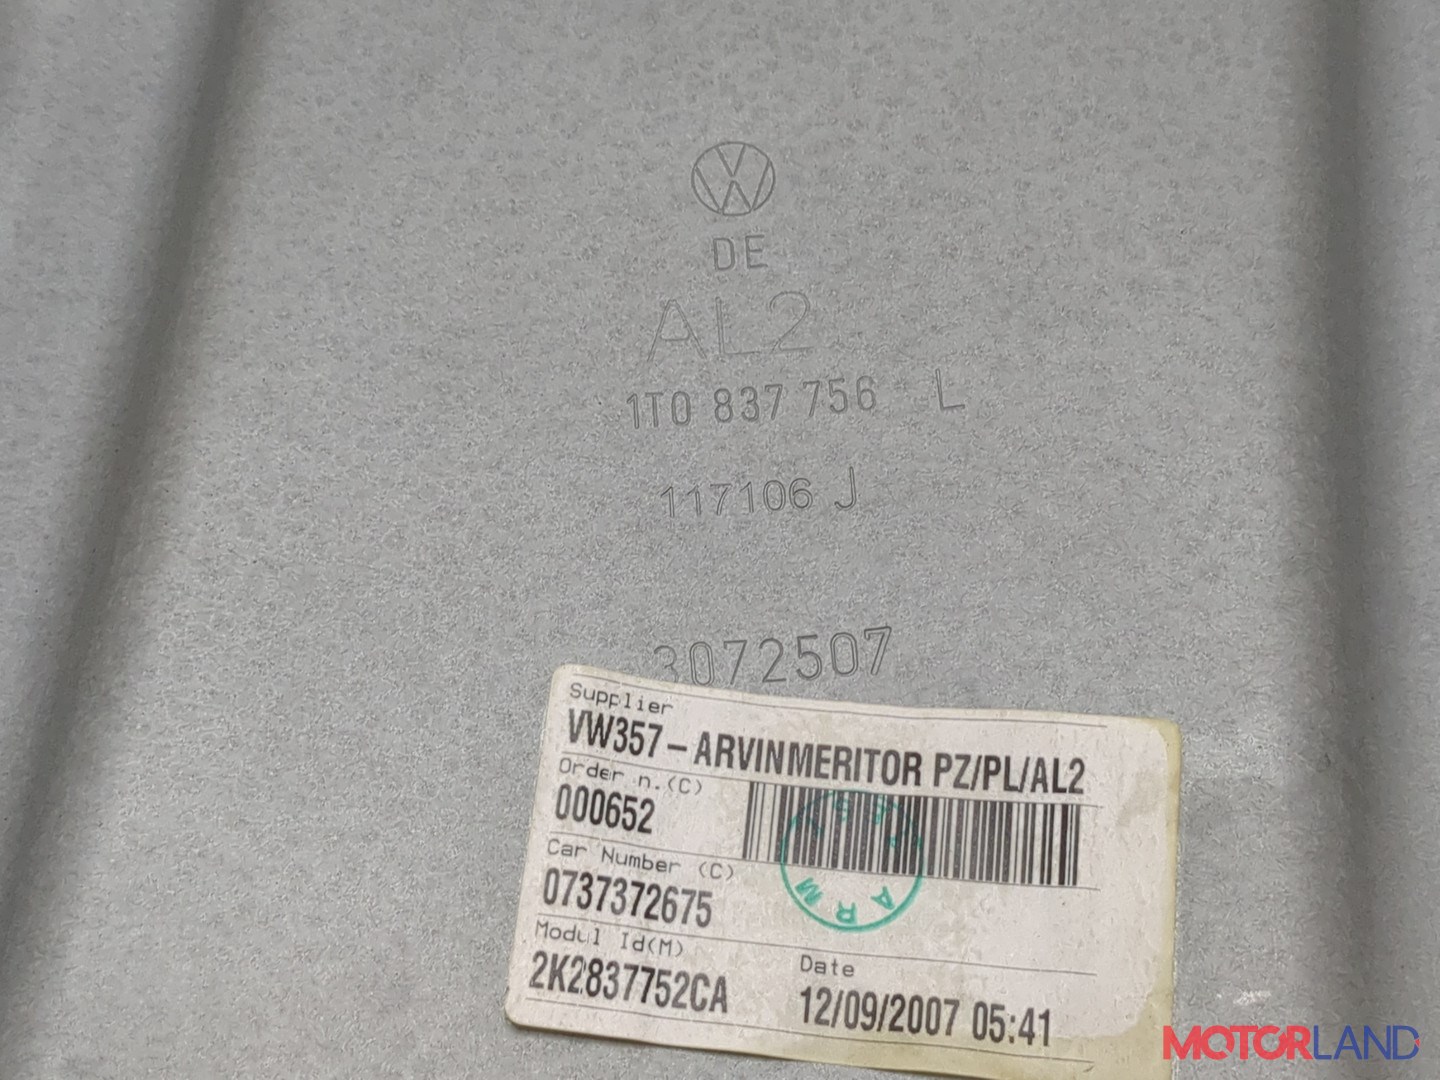 DE
AL2
1T0 837 756 L
117106 J
3072507
Supplier
VW357-ARVINMERITOR PZ/PL/AL2
Order n.(C)
000652
Car Number (C)
0737372675
Modul Id(M)
2K2837752CA
Date
12/09/2007 05:41
ARM
MOTORLAND